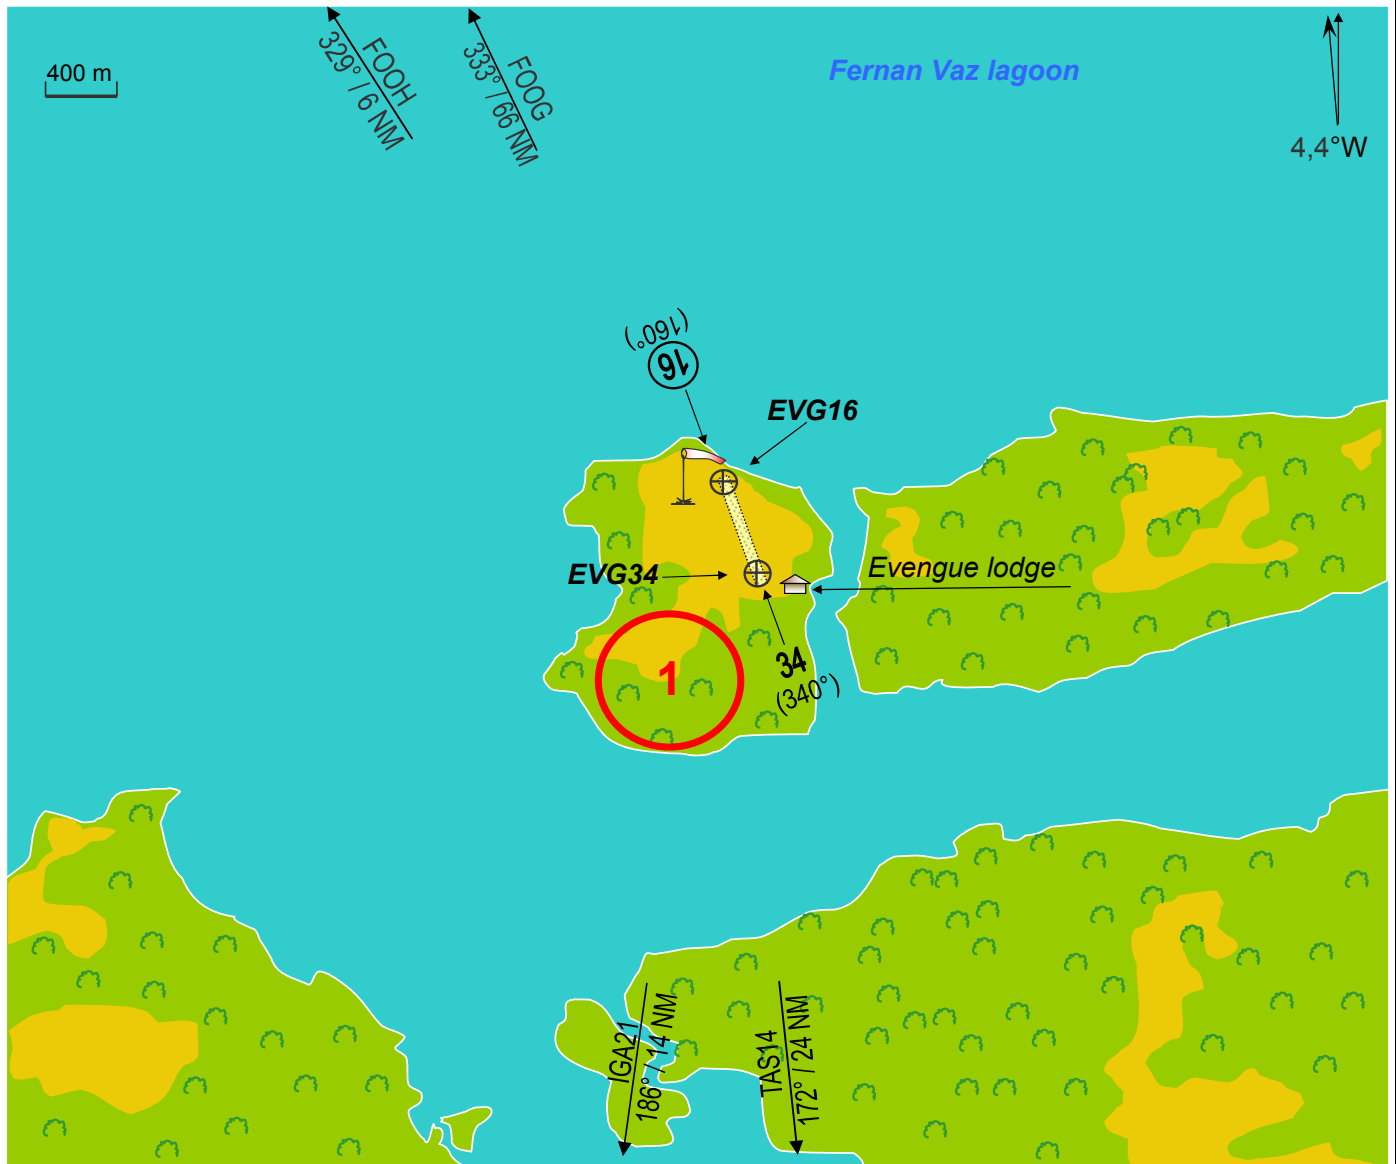 400 m
FOOH
329° / 6 NM
FOOG
333° / 66 NM
Fernan Vaz lagoon
4,4°W
(160°)
16
EVG16
EVG34
Evengue lodge
34
(340°)
1
IGA21
186° / 14 NM
TAS14
172° / 24 NM